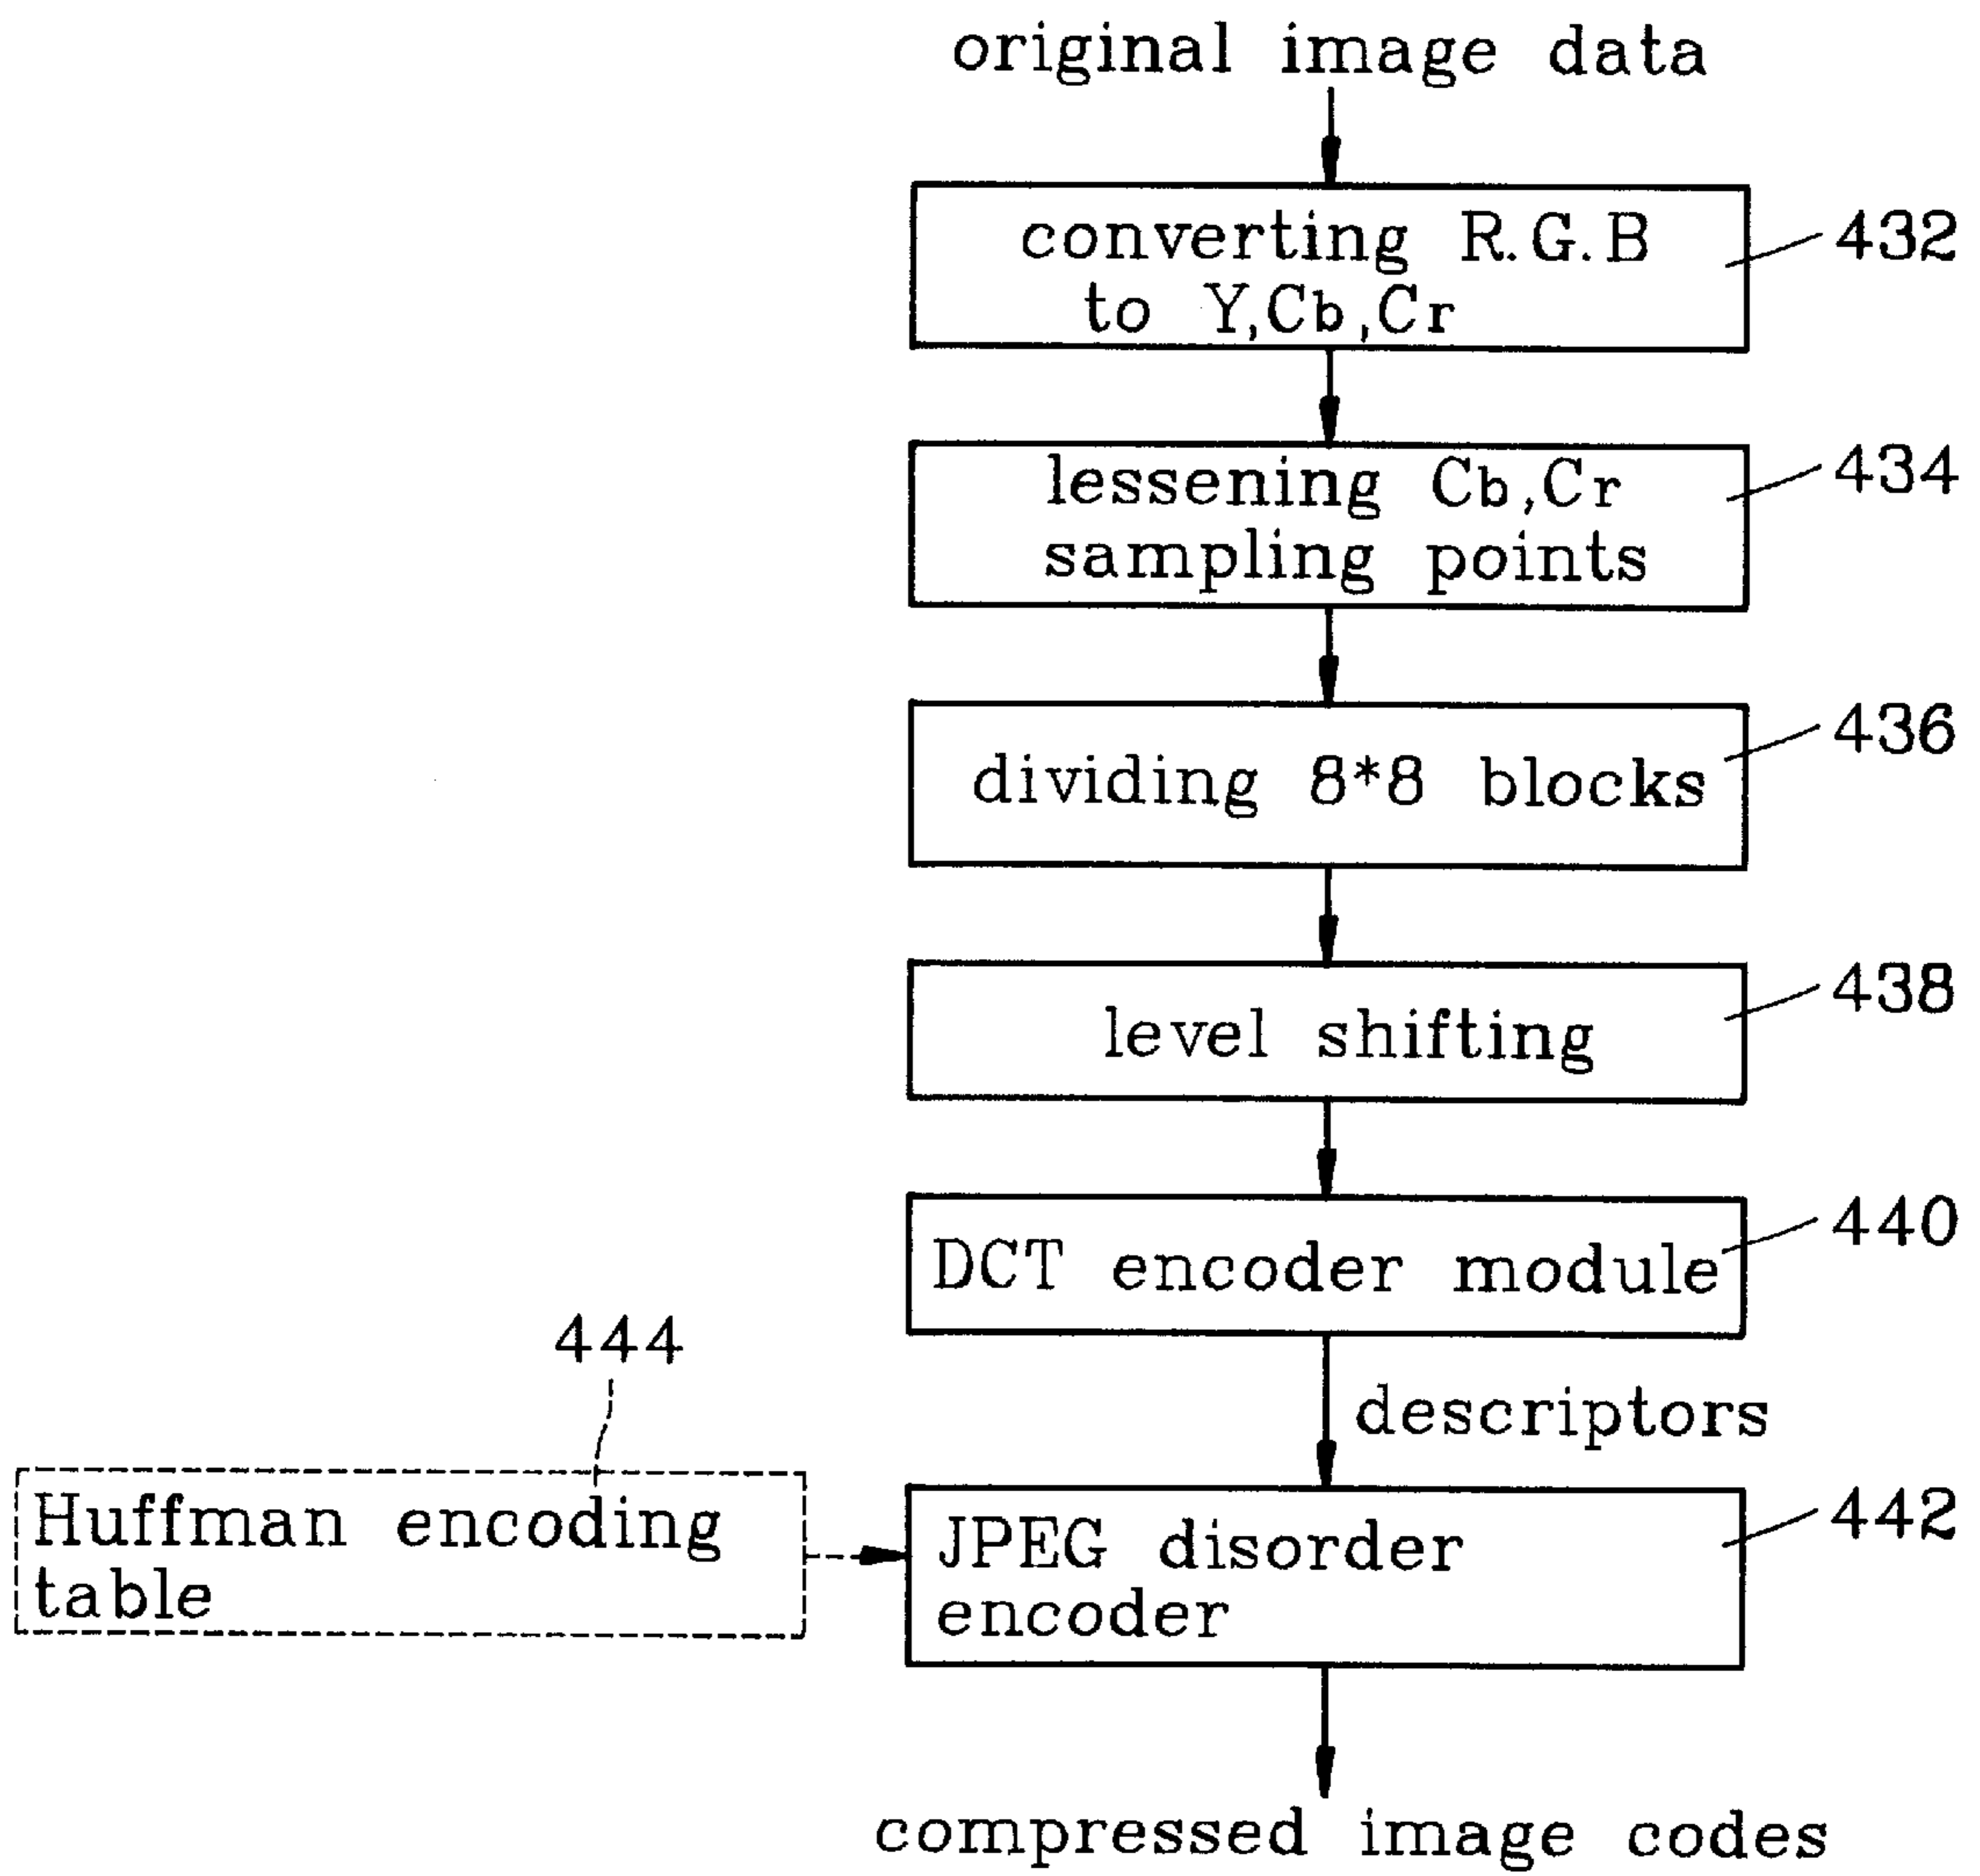 original image data
converting R.G.B
to Y,Cb,Cr
432
lessening Cb,Cr
sampling points
434
dividing 8*8 blocks
436
level shifting
438
DCT encoder module
440
descriptors
444
Huffman encoding
table
JPEG disorder
encoder
442
compressed image codes